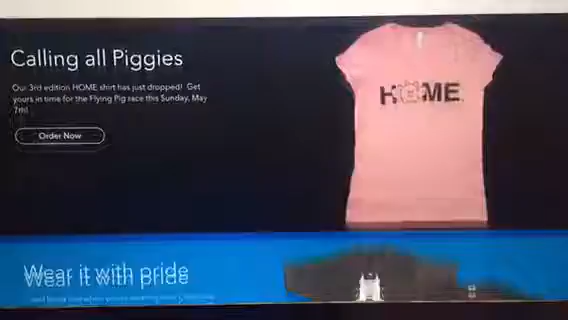 Calling all Piggies
Our 3rd edition HOME shirt has just dropped! Get
yours in time for the Flying Pig race this Sunday, May
7th!
Order Now
HOME
Wear it with pride